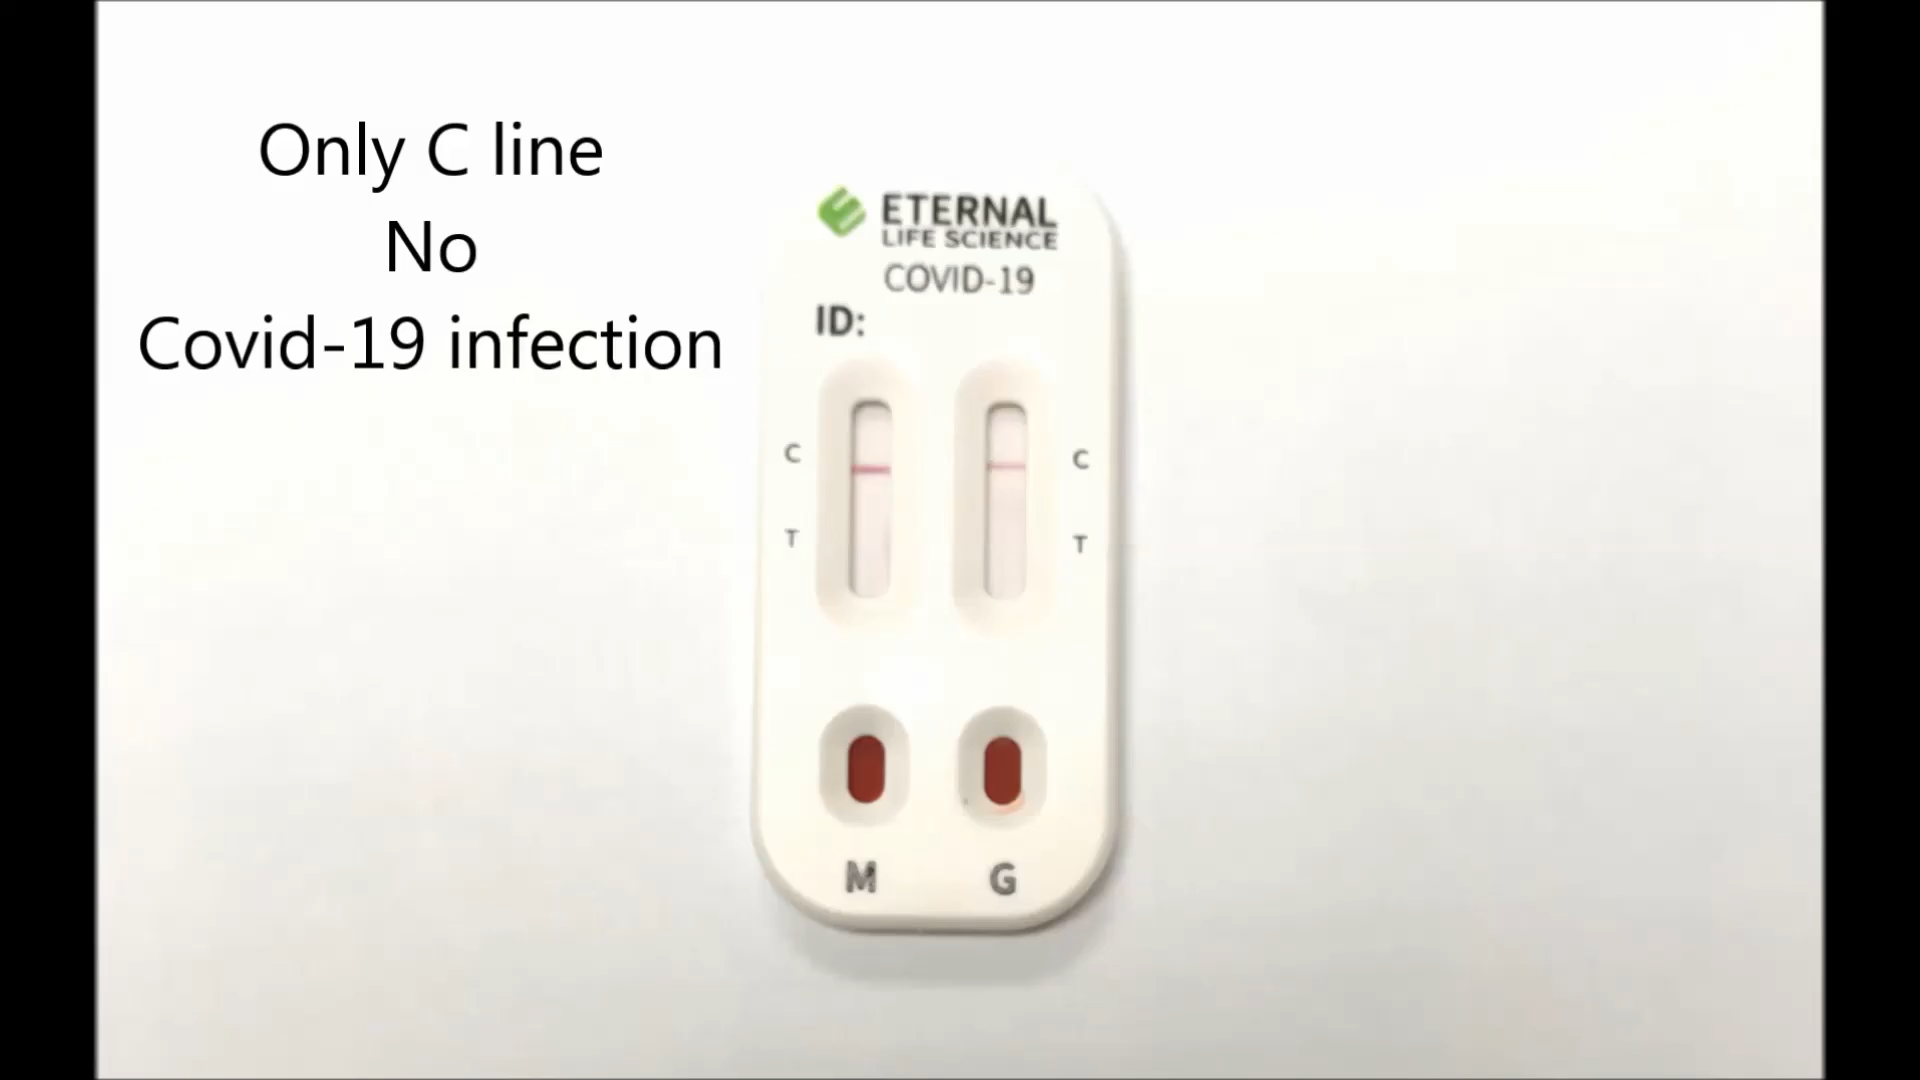 Only C line
No
Covid-19 infection
ETERNAL
LIFE SCIENCE
COVID-19
ID:
C
C
T
T
M
G